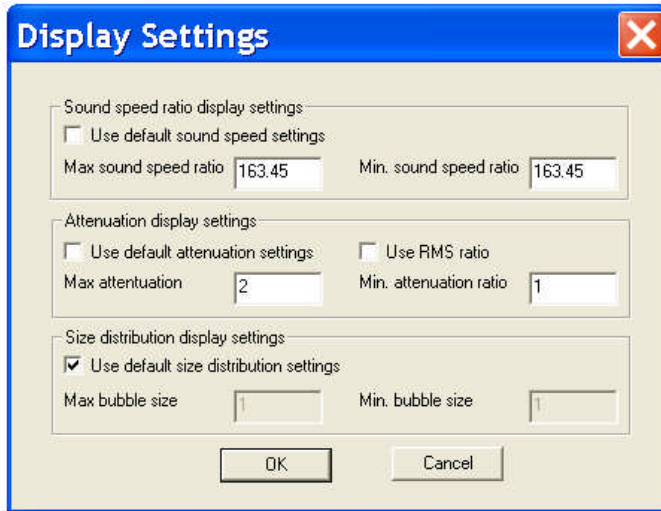 Display Settings
Sound speed ratio display settings
Use default sound speed settings
Max sound speed ratio 163.45 Min. sound speed ratio 163.45
Attenuation display settings
Use default attenuation settings Use RMS ratio
Max attentuation 2 Min. attenuation ratio 1
Size distribution display settings
Use default size distribution settings
Max bubble size 1 Min. bubble size 1
OK Cancel